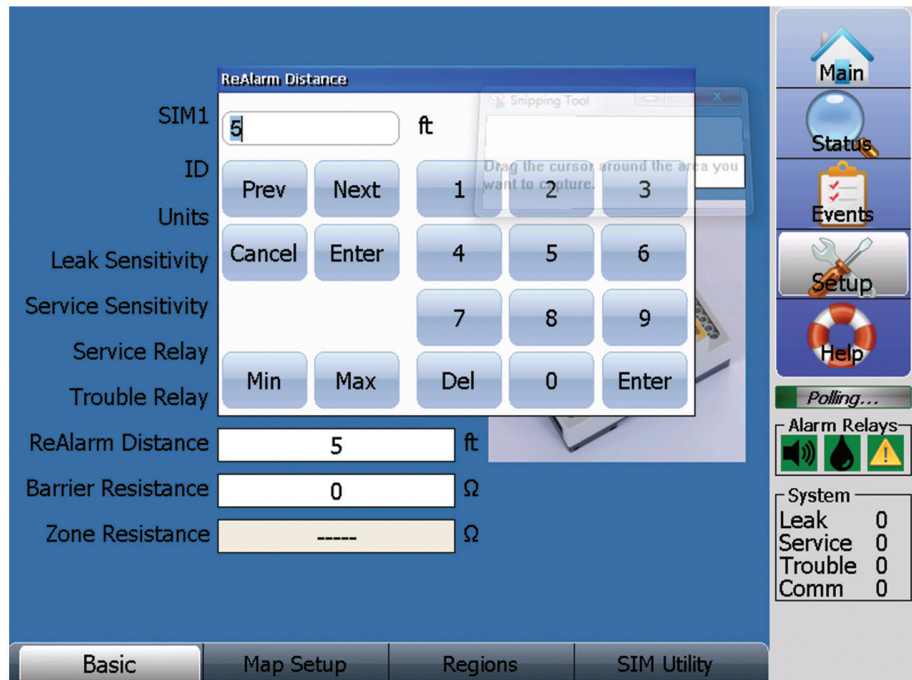 ReAlarm Distance
5 ft
Prev Next 1 2 3
Cancel Enter 4 5 6
7 8 9
Min Max Del 0 Enter
Snipping Tool
Drag the cursor around the area you
want to capture.
SIM1
ID
Units
Leak Sensitivity
Service Sensitivity
Service Relay
Trouble Relay
ReAlarm Distance 5 ft
Barrier Resistance 0 Ω
Zone Resistance ----- Ω
Basic Map Setup Regions SIM Utility
Main
Status
Events
Setup
Help
Polling...
Alarm Relays
System
Leak 0
Service 0
Trouble 0
Comm 0